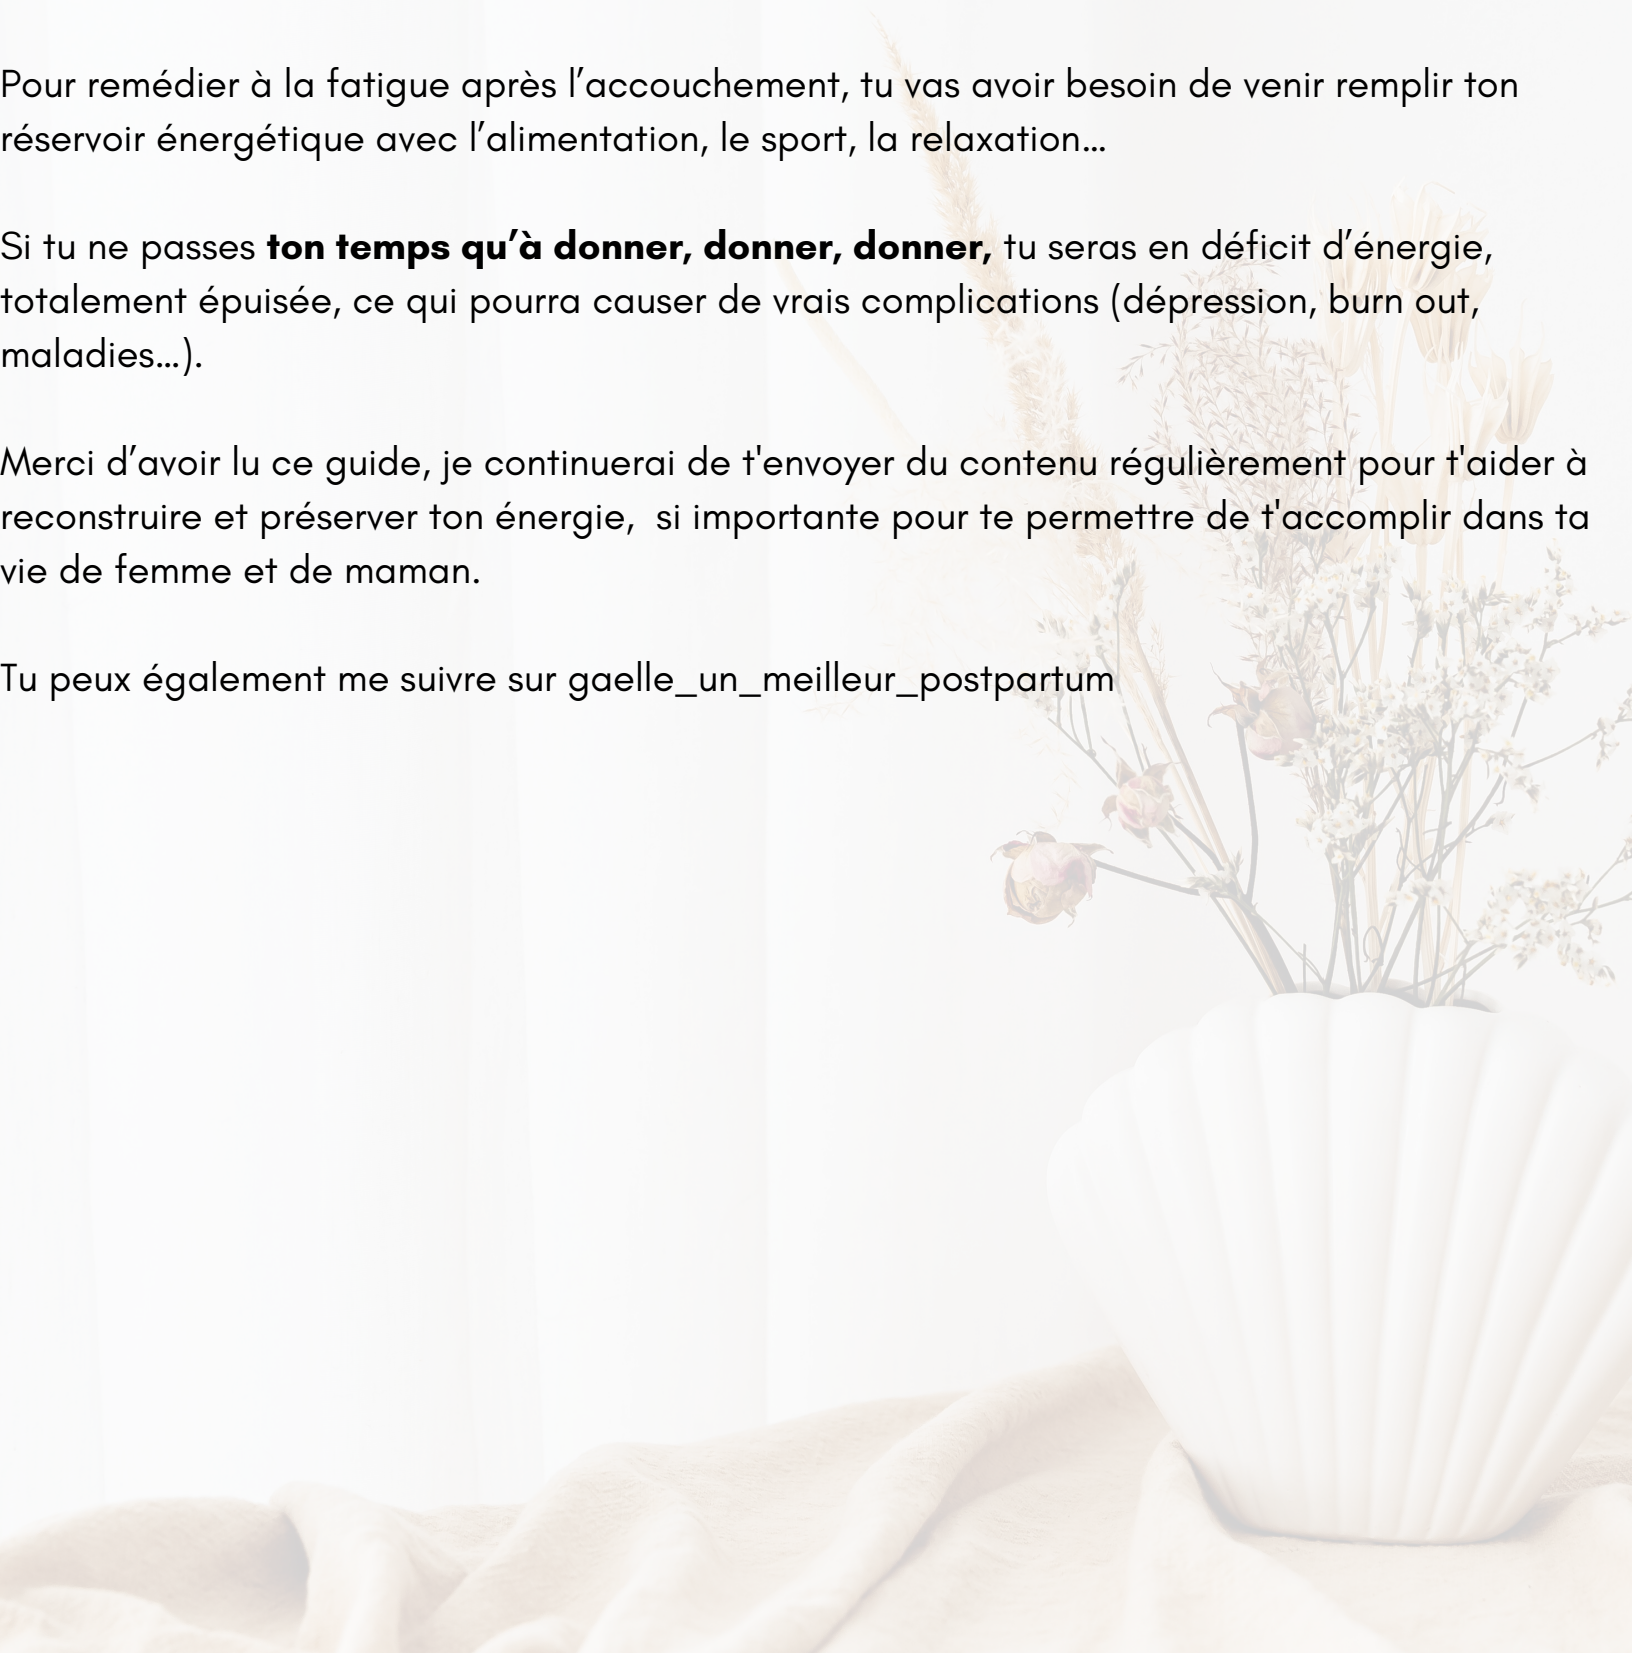 Pour remédier à la fatigue après l’accouchement, tu vas avoir besoin de venir remplir ton
réservoir énergétique avec l’alimentation, le sport, la relaxation…
Si tu ne passes ton temps qu’à donner, donner, donner, tu seras en déficit d’énergie,
totalement épuisée, ce qui pourra causer de vrais complications (dépression, burn out,
maladies…).
Merci d’avoir lu ce guide, je continuerai de t'envoyer du contenu régulièrement pour t'aider à
reconstruire et préserver ton énergie,  si importante pour te permettre de t'accomplir dans ta
vie de femme et de maman.
Tu peux également me suivre sur gaelle_un_meilleur_postpartum